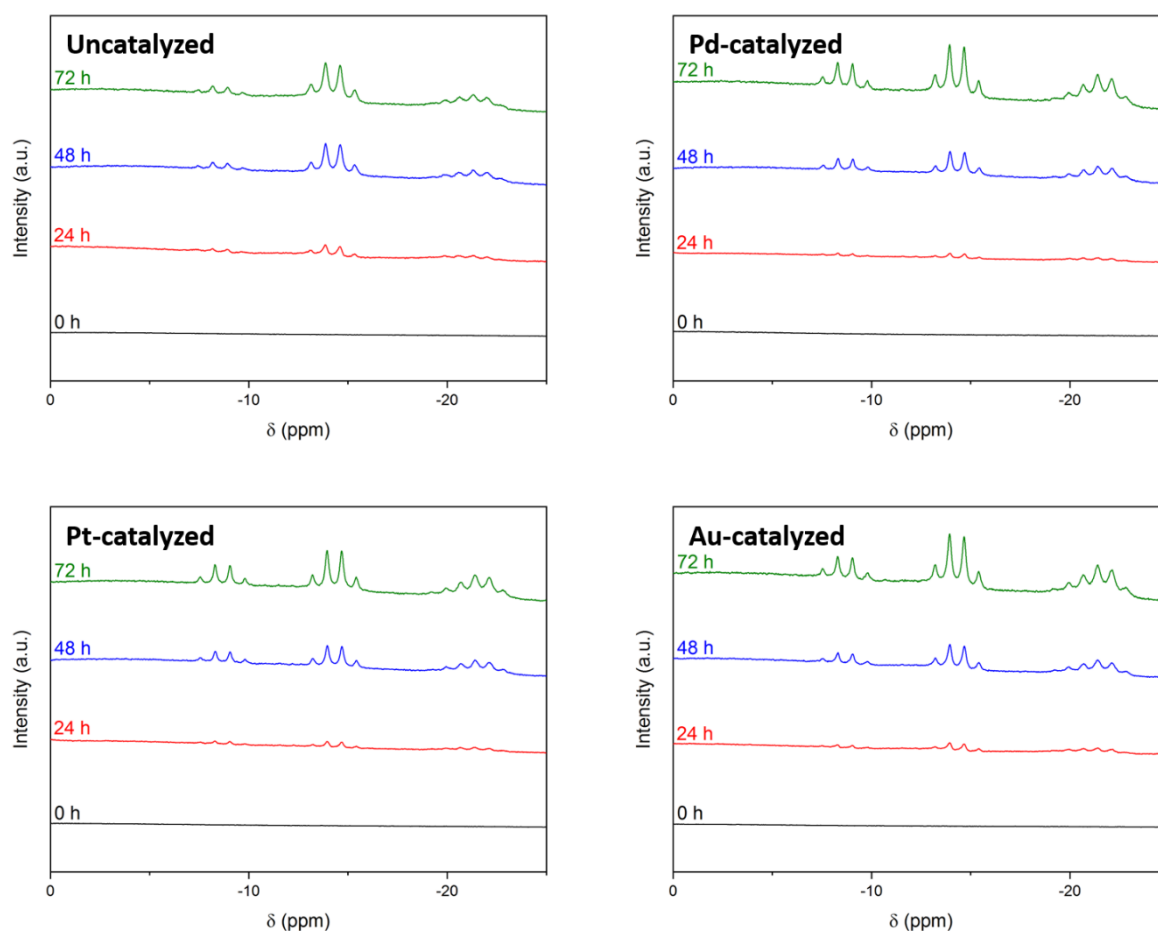 Uncatalyzed
72 h
48 h
24 h
0 h
Intensity (a.u.)
0
-10
-20
δ (ppm)
Pd-catalyzed
72 h
48 h
24 h
0 h
Intensity (a.u.)
0
-10
-20
δ (ppm)
Pt-catalyzed
72 h
48 h
24 h
0 h
Intensity (a.u.)
0
-10
-20
δ (ppm)
Au-catalyzed
72 h
48 h
24 h
0 h
Intensity (a.u.)
0
-10
-20
δ (ppm)